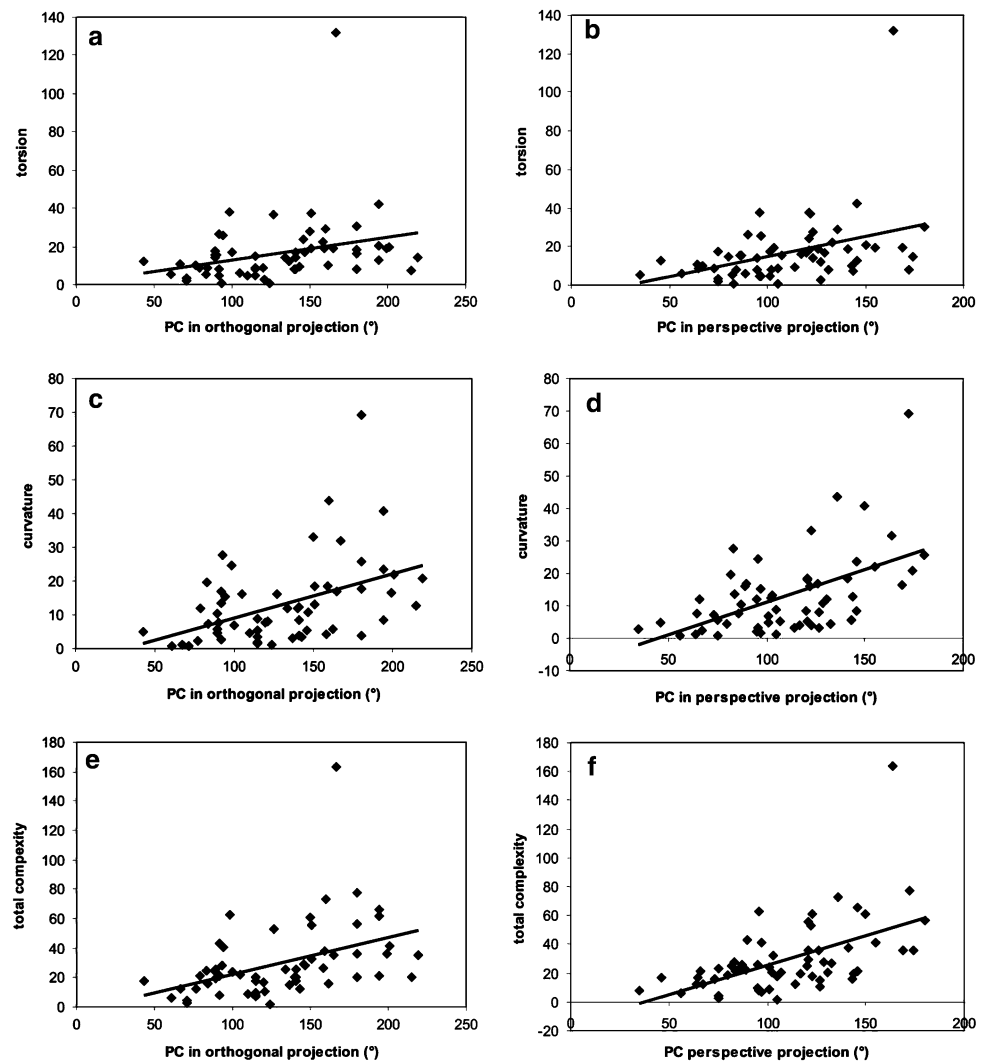 a
140
120
100
80
60
40
20
0
torsion
0 50 100 150 200 250
PC in orthogonal projection (°)
b
140
120
100
80
60
40
20
0
torsion
0 50 100 150 200
PC in perspective projection (°)
c
80
70
60
50
40
30
20
10
0
curvature
0 50 100 150 200 250
PC in orthogonal projection (°)
d
80
70
60
50
40
30
20
10
0
-10
curvature
0 50 100 150 200
PC in perspective projection (°)
e
180
160
140
120
100
80
60
40
20
0
total compexity
0 50 100 150 200 250
PC in orthogonal projection (°)
f
180
160
140
120
100
80
60
40
20
0
-20
total complexity
0 50 100 150 200
PC perspective projection (°)